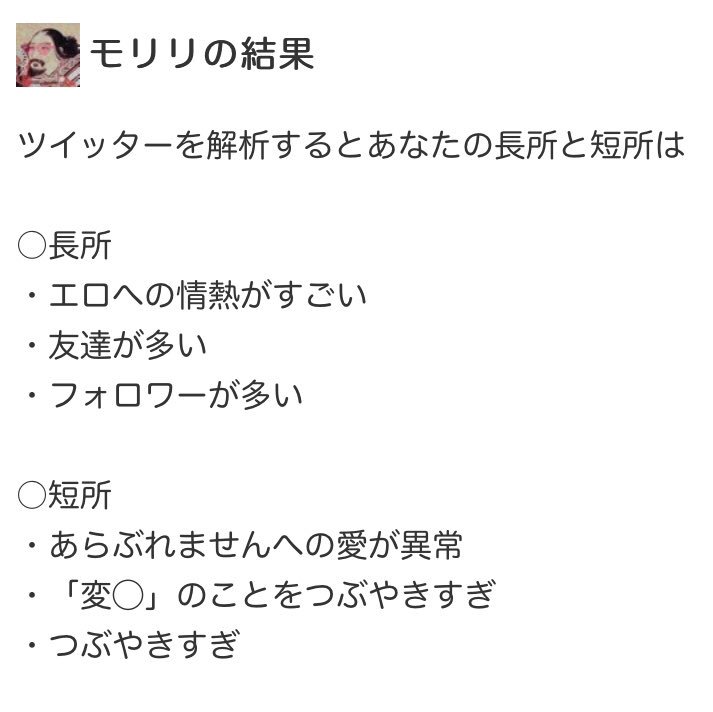 モリリの結果
ツイッターを解析するとあなたの長所と短所は
○長所
・エロへの情熱がすごい
・友達が多い
・フォロワーが多い
○短所
・あらぶれませんへの愛が異常
・「変◯」のことをつぶやきすぎ
・つぶやきすぎ